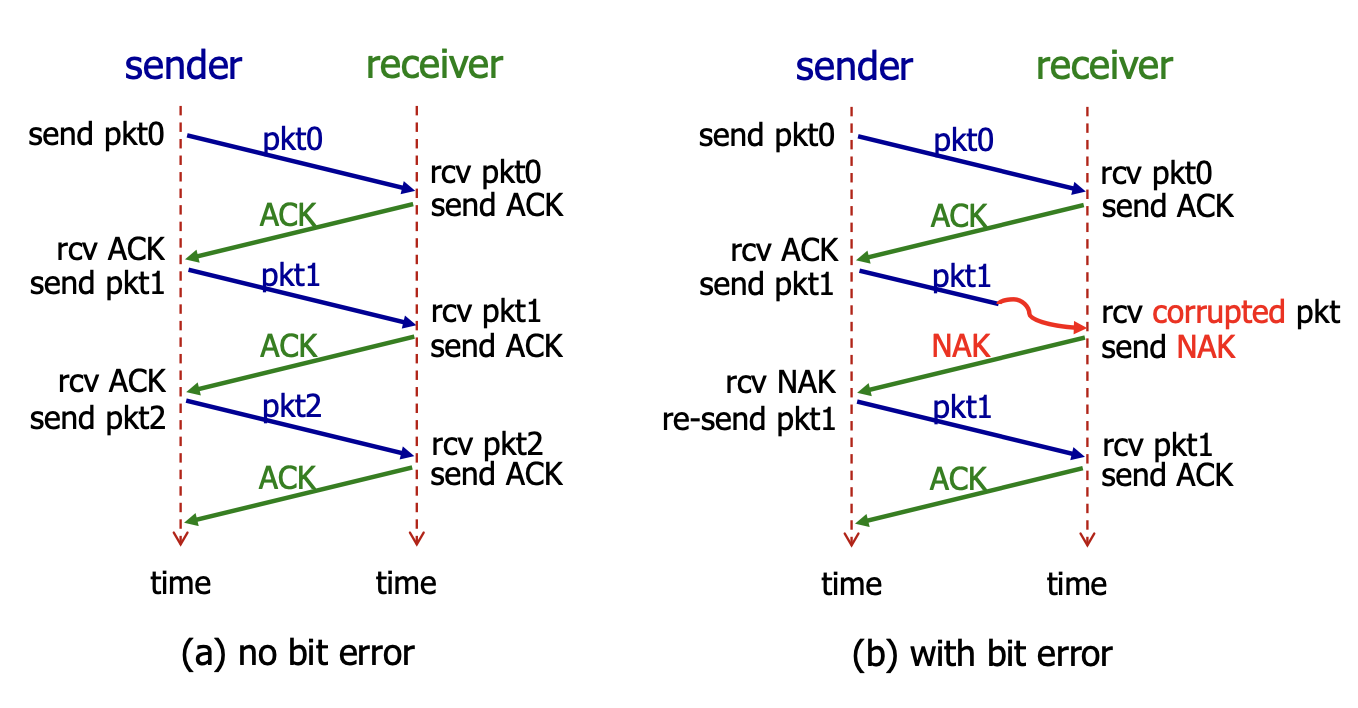 sender
receiver
send pkt0
pkt0
rcv pkt0
send ACK
ACK
rcv ACK
send pkt1
pkt1
rcv pkt1
send ACK
ACK
rcv ACK
send pkt2
pkt2
rcv pkt2
send ACK
ACK
time
time
(a) no bit error
sender
receiver
send pkt0
pkt0
rcv pkt0
send ACK
ACK
rcv ACK
send pkt1
pkt1
rcv corrupted pkt
send NAK
NAK
rcv NAK
re-send pkt1
pkt1
rcv pkt1
send ACK
ACK
time
time
(b) with bit error